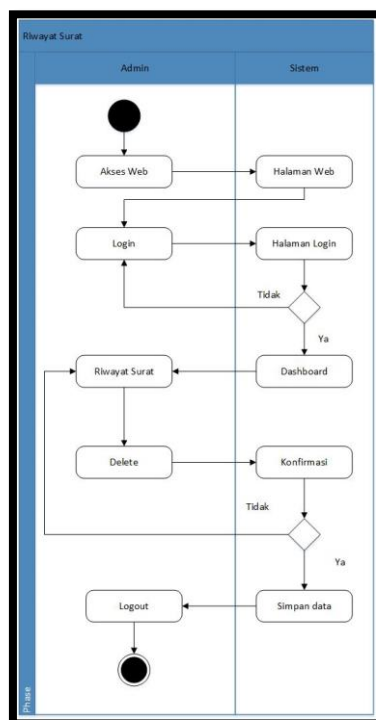 Riwayat Surat
Admin
Sistem
Akses Web
Halaman Web
Login
Halaman Login
Tidak
Ya
Riwayat Surat
Dashboard
Delete
Konfirmasi
Tidak
Ya
Logout
Simpan data
Phase